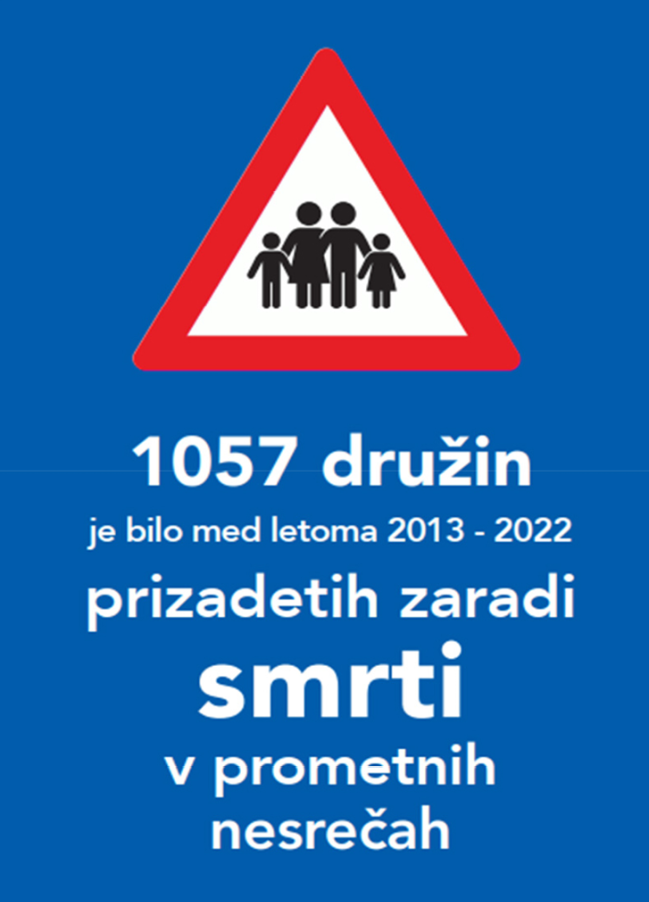 1057 družin
je bilo med letoma 2013 - 2022
prizadetih zaradi
smrti
v prometnih
nesrečah